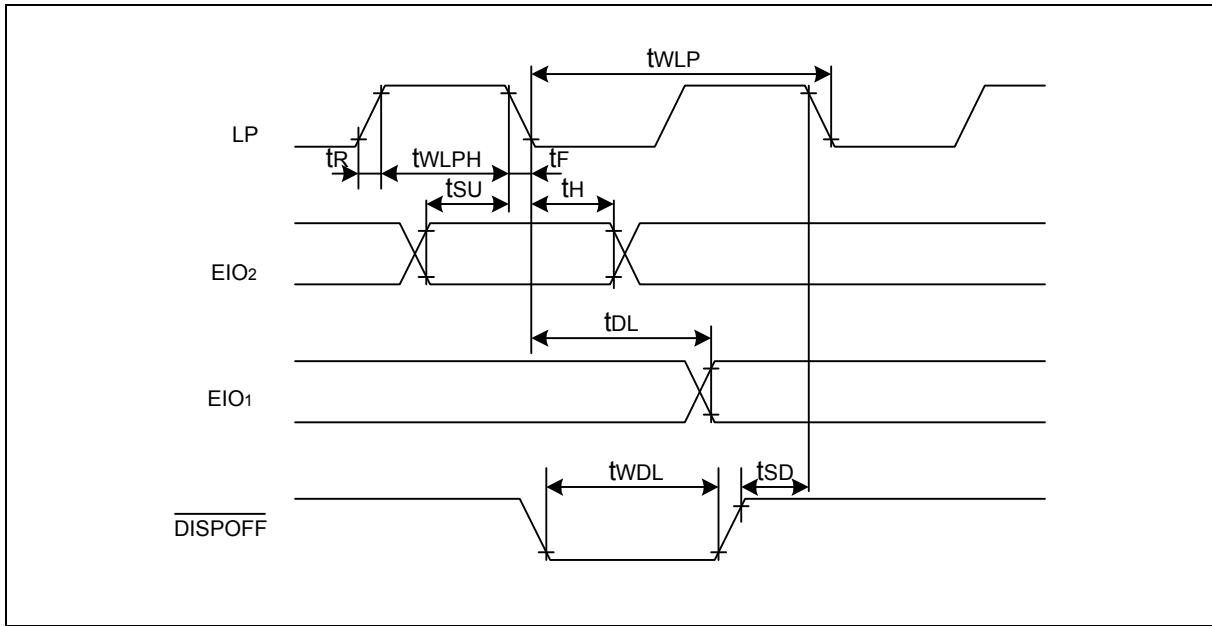 tWLP
LP
tR
tWLPH
tF
tSU
tH
EIO2
tDL
EIO1
tWDL
tSD
DISPOFF